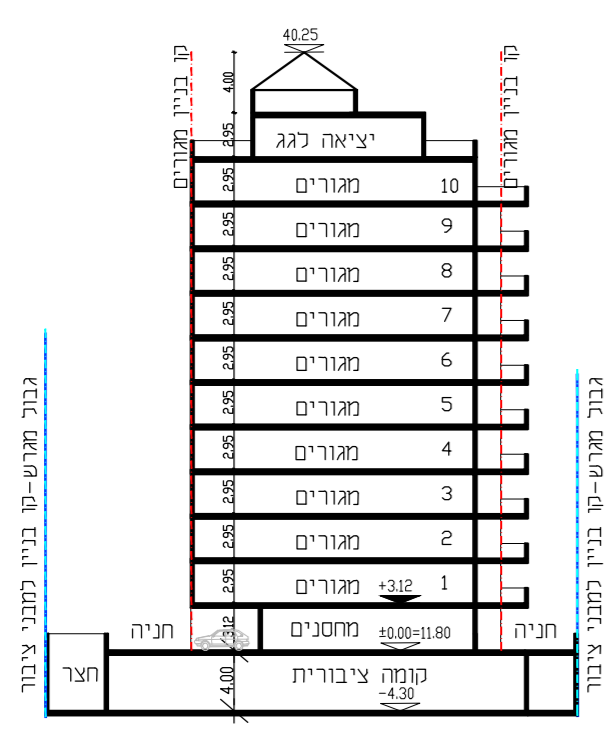 40.25
4.00
קו בניין מגורים
קו בניין מגורים
2.95
יציאה לגג
2.95
מגורים
10
2.95
מגורים
9
2.95
מגורים
8
2.95
מגורים
7
2.95
מגורים
6
2.95
מגורים
5
2.95
מגורים
4
2.95
מגורים
3
2.95
מגורים
2
2.95
מגורים
1
+3.12
גבול מגרש-קו בניין למבני ציבור
גבול מגרש-קו בניין למבני ציבור
חניה
3.12
מחסנים
±0.00=11.80
חניה
חצר
4.00
קומה ציבורית
-4.30